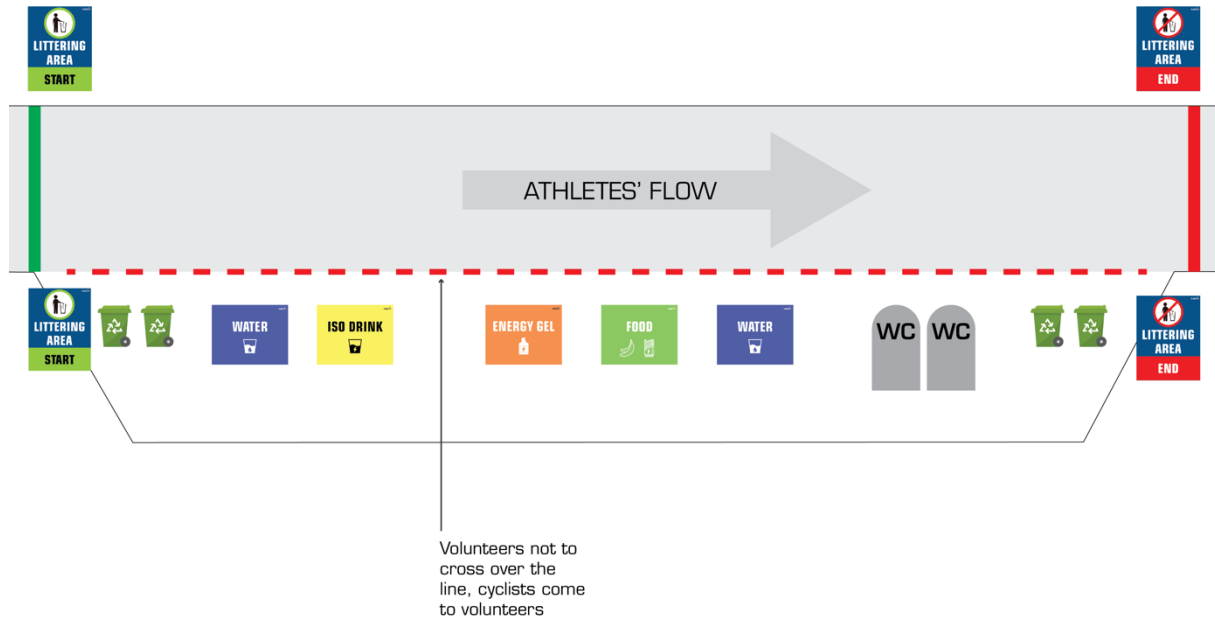 LITTERING
AREA
START
LITTERING
AREA
END
ATHLETES' FLOW
LITTERING
AREA
START
WATER
ISO DRINK
ENERGY GEL
FOOD
WATER
WC
WC
LITTERING
AREA
END
Volunteers not to
cross over the
line, cyclists come
to volunteers